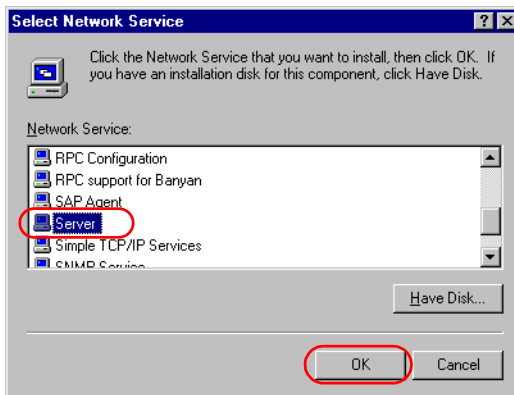 Select Network Service
Click the Network Service that you want to install, then click OK. If
you have an installation disk for this component, click Have Disk.
Network Service:
RPC Configuration
RPC support for Banyan
SAP Agent
Server
Simple TCP/IP Services
SNMP Service
Have Disk...
OK
Cancel